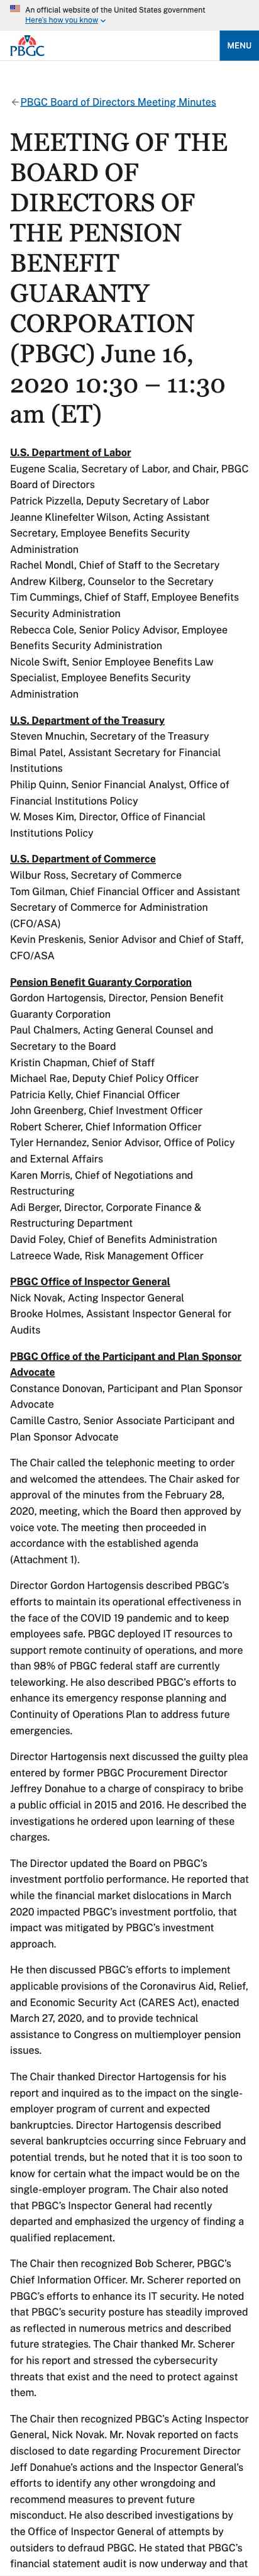 An official website of the United States government
Here's how you know
PBGC
MENU
PBGC Board of Directors Meeting Minutes
MEETING OF THE
BOARD OF
DIRECTORS OF
THE PENSION
BENEFIT
GUARANTY
CORPORATION
(PBGC) June 16,
2020 10:30 – 11:30
am (ET)
U.S. Department of Labor
Eugene Scalia, Secretary of Labor, and Chair, PBGC
Board of Directors
Patrick Pizzella, Deputy Secretary of Labor
Jeanne Klinefelter Wilson, Acting Assistant
Secretary, Employee Benefits Security
Administration
Rachel Mondl, Chief of Staff to the Secretary
Andrew Kilberg, Counselor to the Secretary
Tim Cummings, Chief of Staff, Employee Benefits
Security Administration
Rebecca Cole, Senior Policy Advisor, Employee
Benefits Security Administration
Nicole Swift, Senior Employee Benefits Law
Specialist, Employee Benefits Security
Administration
U.S. Department of the Treasury
Steven Mnuchin, Secretary of the Treasury
Bimal Patel, Assistant Secretary for Financial
Institutions
Philip Quinn, Senior Financial Analyst, Office of
Financial Institutions Policy
W. Moses Kim, Director, Office of Financial
Institutions Policy
U.S. Department of Commerce
Wilbur Ross, Secretary of Commerce
Tom Gilman, Chief Financial Officer and Assistant
Secretary of Commerce for Administration
(CFO/ASA)
Kevin Preskenis, Senior Advisor and Chief of Staff,
CFO/ASA
Pension Benefit Guaranty Corporation
Gordon Hartogensis, Director, Pension Benefit
Guaranty Corporation
Paul Chalmers, Acting General Counsel and
Secretary to the Board
Kristin Chapman, Chief of Staff
Michael Rae, Deputy Chief Policy Officer
Patricia Kelly, Chief Financial Officer
John Greenberg, Chief Investment Officer
Robert Scherer, Chief Information Officer
Tyler Hernandez, Senior Advisor, Office of Policy
and External Affairs
Karen Morris, Chief of Negotiations and
Restructuring
Adi Berger, Director, Corporate Finance &
Restructuring Department
David Foley, Chief of Benefits Administration
Latreece Wade, Risk Management Officer
PBGC Office of Inspector General
Nick Novak, Acting Inspector General
Brooke Holmes, Assistant Inspector General for
Audits
PBGC Office of the Participant and Plan Sponsor
Advocate
Constance Donovan, Participant and Plan Sponsor
Advocate
Camille Castro, Senior Associate Participant and
Plan Sponsor Advocate
The Chair called the telephonic meeting to order
and welcomed the attendees. The Chair asked for
approval of the minutes from the February 28,
2020, meeting, which the Board then approved by
voice vote. The meeting then proceeded in
accordance with the established agenda
(Attachment 1).
Director Gordon Hartogensis described PBGC's
efforts to maintain its operational effectiveness in
the face of the COVID 19 pandemic and to keep
employees safe. PBGC deployed IT resources to
support remote continuity of operations, and more
than 98% of PBGC federal staff are currently
teleworking. He also described PBGC's efforts to
enhance its emergency response planning and
Continuity of Operations Plan to address future
emergencies.
Director Hartogensis next discussed the guilty plea
entered by former PBGC Procurement Director
Jeffrey Donahue to a charge of conspiracy to bribe
a public official in 2015 and 2016. He described the
investigations he ordered upon learning of these
charges.
The Director updated the Board on PBGC's
investment portfolio performance. He reported that
while the financial market dislocations in March
2020 impacted PBGC's investment portfolio, that
impact was mitigated by PBGC's investment
approach.
He then discussed PBGC's efforts to implement
applicable provisions of the Coronavirus Aid, Relief,
and Economic Security Act (CARES Act), enacted
March 27, 2020, and to provide technical
assistance to Congress on multiemployer pension
issues.
The Chair thanked Director Hartogensis for his
report and inquired as to the impact on the single-
employer program of current and expected
bankruptcies. Director Hartogensis described
several bankruptcies occurring since February and
potential trends, but he noted that it is too soon to
know for certain what the impact would be on the
single-employer program. The Chair also noted
that PBGC's Inspector General had recently
departed and emphasized the urgency of finding a
qualified replacement.
The Chair then recognized Bob Scherer, PBGC's
Chief Information Officer. Mr. Scherer reported on
PBGC's efforts to enhance its IT security. He noted
that PBGC's security posture has steadily improved
as reflected in numerous metrics and described
future strategies. The Chair thanked Mr. Scherer
for his report and stressed the cybersecurity
threats that exist and the need to protect against
them.
The Chair then recognized PBGC's Acting Inspector
General, Nick Novak. Mr. Novak reported on facts
disclosed to date regarding Procurement Director
Jeff Donahue's actions and the Inspector General's
efforts to identify any other wrongdoing and
recommend measures to prevent future
misconduct. He also described investigations by
the Office of Inspector General of attempts by
outsiders to defraud PBGC. He stated that PBGC's
financial statement audit is now underway and that